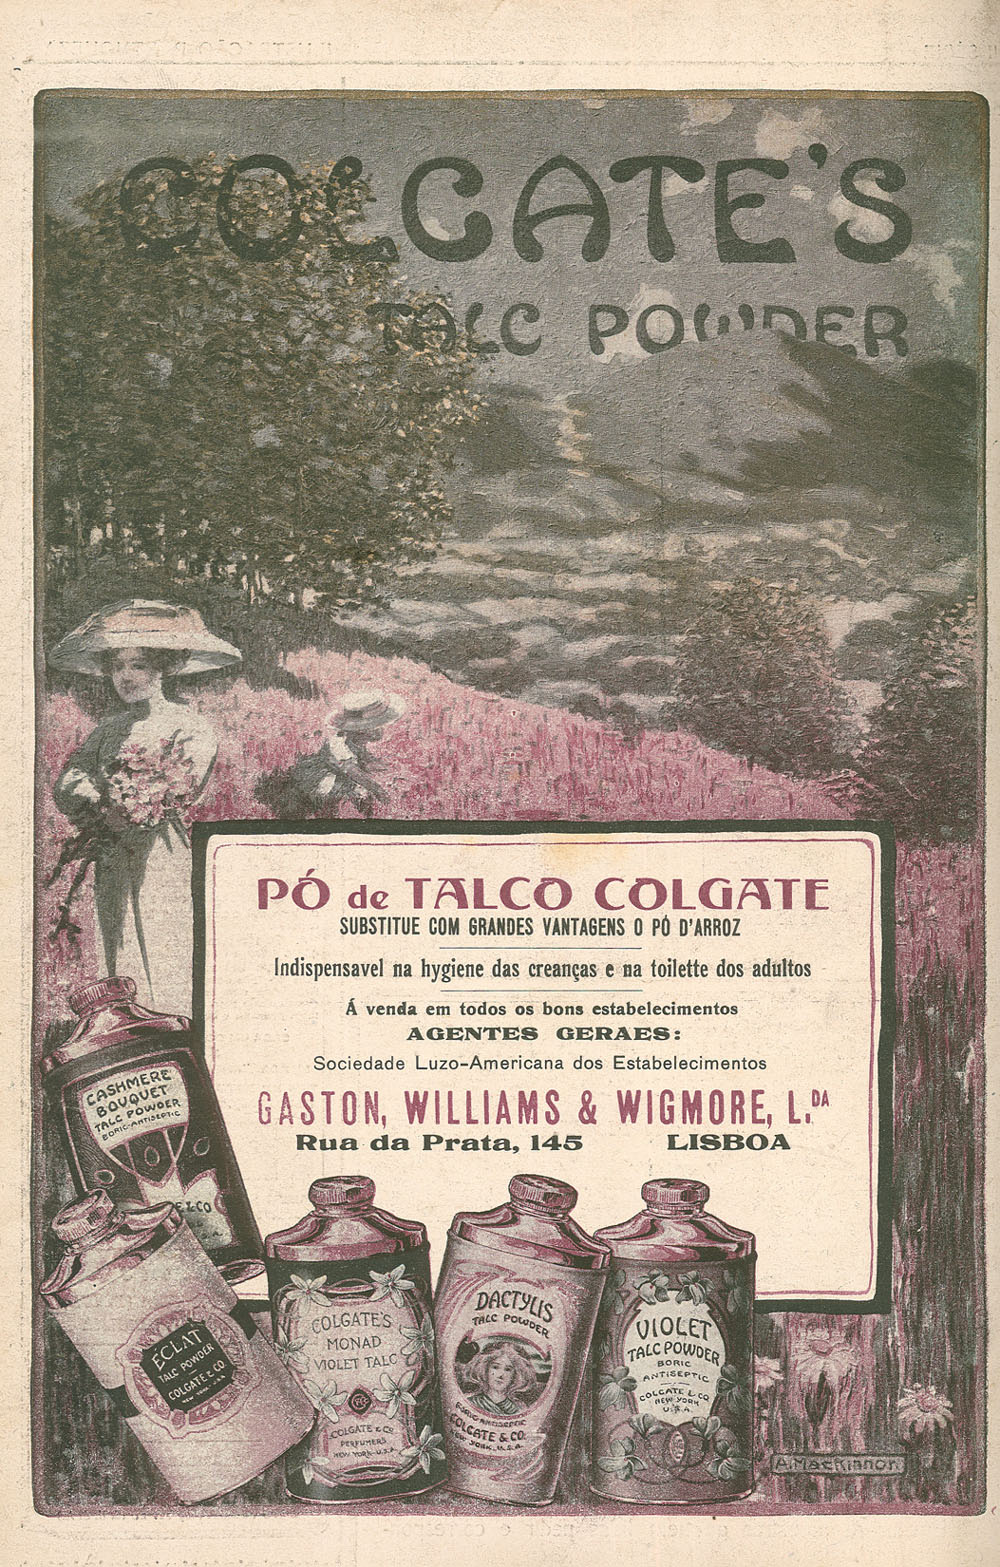 COLGATE'S
TALC POWDER
PÓ de TALCO COLGATE
SUBSTITUE COM GRANDES VANTAGENS O PÓ D'ARROZ
Indispensavel na hygiene das creanças e na toilette dos adultos
Á venda em todos os bons estabelecimentos
AGENTES GERAES:
Sociedade Luzo-Americana dos Estabelecimentos
GASTON, WILLIAMS & WIGMORE, L.DA
Rua da Prata, 145 LISBOA
CASHMERE
BOUQUET
TALC POWDER
BORIC-ANTISEPTIC
E & CO
ECLAT
TALC POWDER
COLGATE & CO
COLGATE'S
MONAD
VIOLET TALC
COLGATE & CO
PERFUMERS
NEW YORK-U.S.A.
DACTYLIS
TALC POWDER
BORIC ANTISEPTIC
COLGATE & CO.
NEW YORK. U.S.A.
VIOLET
TALC POWDER
BORIC
ANTISEPTIC
COLGATE & CO
NEW YORK
U.S.A.
A. MacKinnon